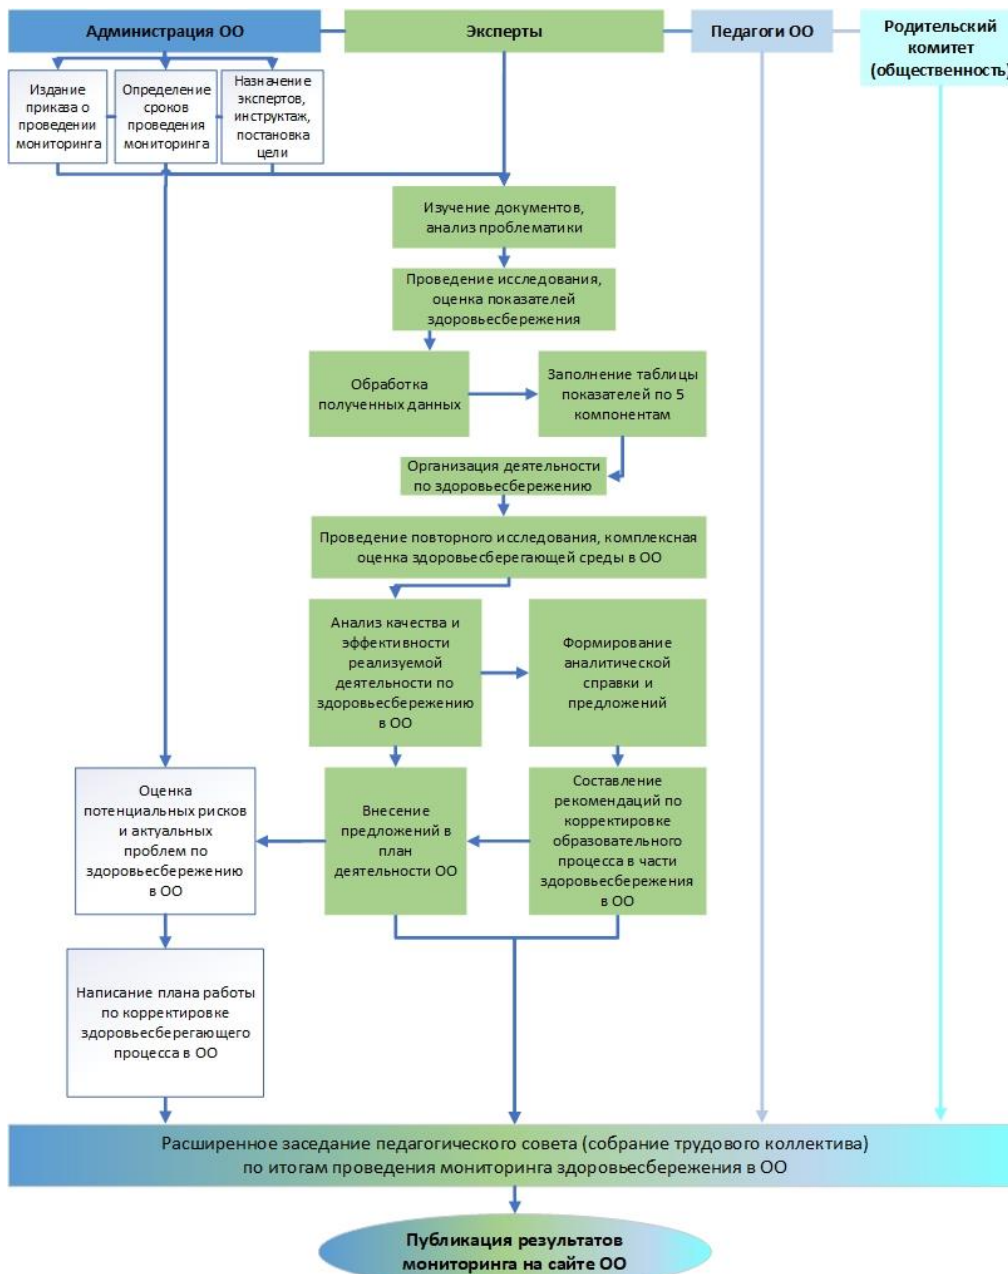 Администрация ОО
Эксперты
Педагоги ОО
Родительский
комитет
(общественность)
Издание
приказа о
проведении
мониторинга
Определение
сроков
проведения
мониторинга
Назначение
экспертов,
инструктаж,
постановка
цели
Изучение документов,
анализ проблематики
Проведение исследования,
оценка показателей
здоровьесбережения
Обработка
полученных данных
Заполнение таблицы
показателей по 5
компонентам
Организация деятельности
по здоровьесбережению
Проведение повторного исследования, комплексная
оценка здоровьесберегающей среды в ОО
Анализ качества и
эффективности
реализуемой
деятельности по
здоровьесбережению
в ОО
Формирование
аналитической
справки и
предложений
Оценка
потенциальных рисков
и актуальных
проблем по
здоровьесбережению
в ОО
Внесение
предложений в
план
деятельности ОО
Составление
рекомендаций по
корректировке
образовательного
процесса в части
здоровьесбережения
в ОО
Написание плана работы
по корректировке
здоровьесберегающего
процесса в ОО
Расширенное заседание педагогического совета (собрание трудового коллектива)
по итогам проведения мониторинга здоровьесбережения в ОО
Публикация результатов
мониторинга на сайте ОО